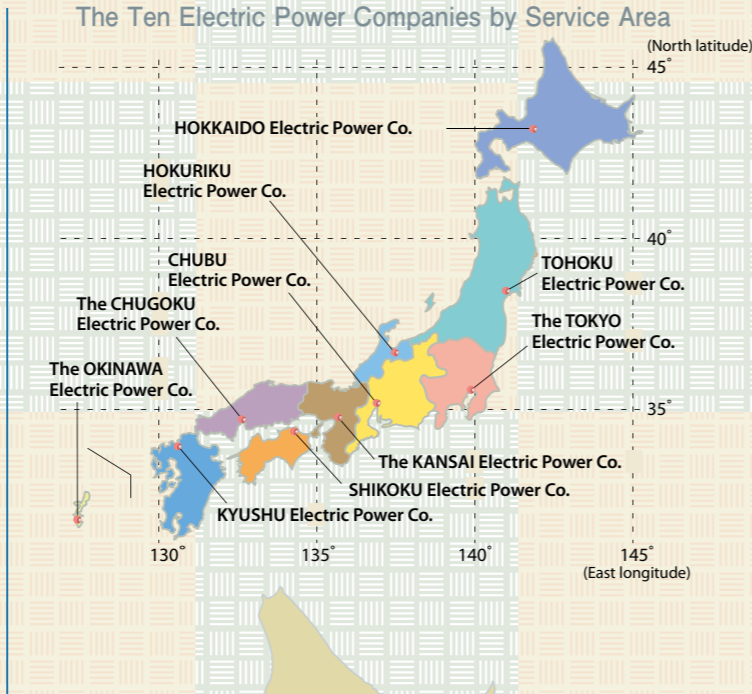 The Ten Electric Power Companies by Service Area
(North latitude)
45˚
HOKKAIDO Electric Power Co.
HOKURIKU
Electric Power Co.
40˚
CHUBU
Electric Power Co.
TOHOKU
Electric Power Co.
The CHUGOKU
Electric Power Co.
The TOKYO
Electric Power Co.
The OKINAWA
Electric Power Co.
35˚
The KANSAI Electric Power Co.
SHIKOKU Electric Power Co.
KYUSHU Electric Power Co.
130˚
135˚
140˚
145˚
(East longitude)